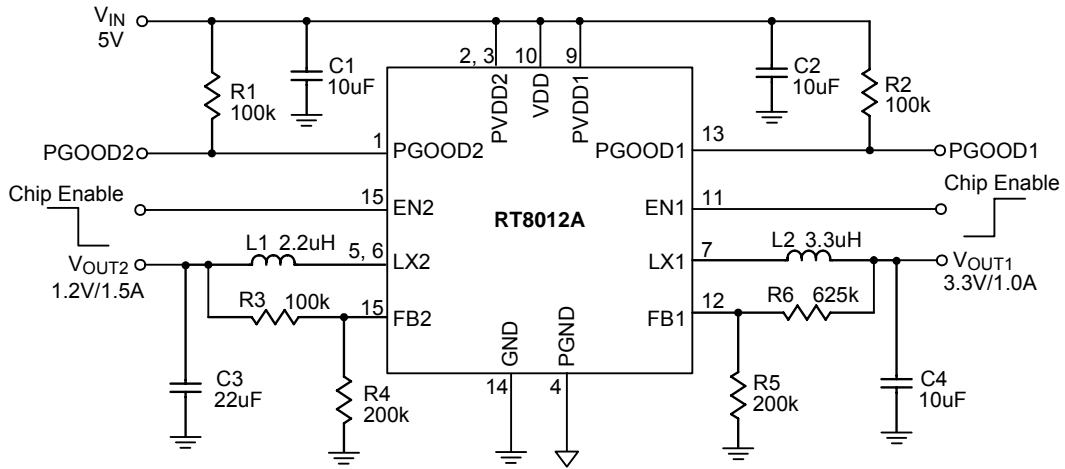 VIN
5V
R1
100k
C1
10uF
2, 3
10
9
PVDD2
VDD
PVDD1
C2
10uF
R2
100k
PGOOD2
1
PGOOD2
PGOOD1
13
PGOOD1
Chip Enable
15
EN2
RT8012A
EN1
11
Chip Enable
VOUT2
1.2V/1.5A
L1 2.2uH
5, 6
LX2
LX1
7
L2 3.3uH
VOUT1
3.3V/1.0A
R3 100k
15
FB2
FB1
12
R6 625k
C3
22uF
R4
200k
GND
PGND
14
4
R5
200k
C4
10uF